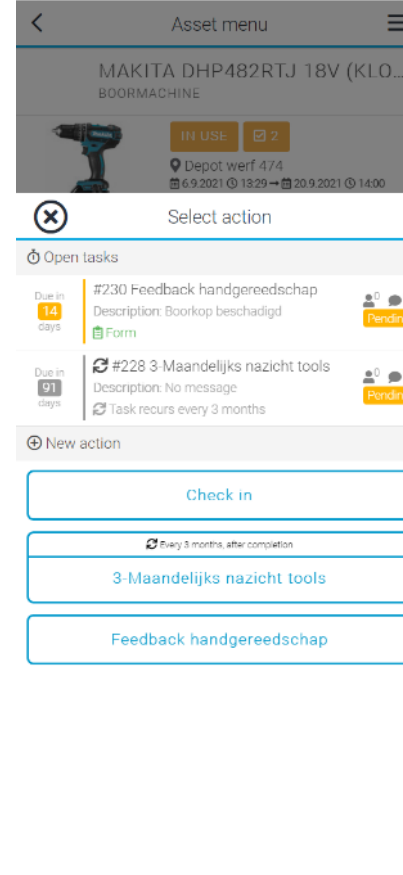 Asset menu
MAKITA DHP482RTJ 18V (KLO...
BOORMACHINE
IN USE 2
Depot werf 474
6.9.2021 13:29 → 20.9.2021 14:00
Select action
Open tasks
#230 Feedback handgereedschap
Due in 14 days
Description: Boorkop beschadigd
0
Pendin
Form
#228 3-Maandelijks nazicht tools
Due in 91 days
Description: No message
0
Pendin
Task recurs every 3 months
New action
Check in
Every 3 months, after completion
3-Maandelijks nazicht tools
Feedback handgereedschap